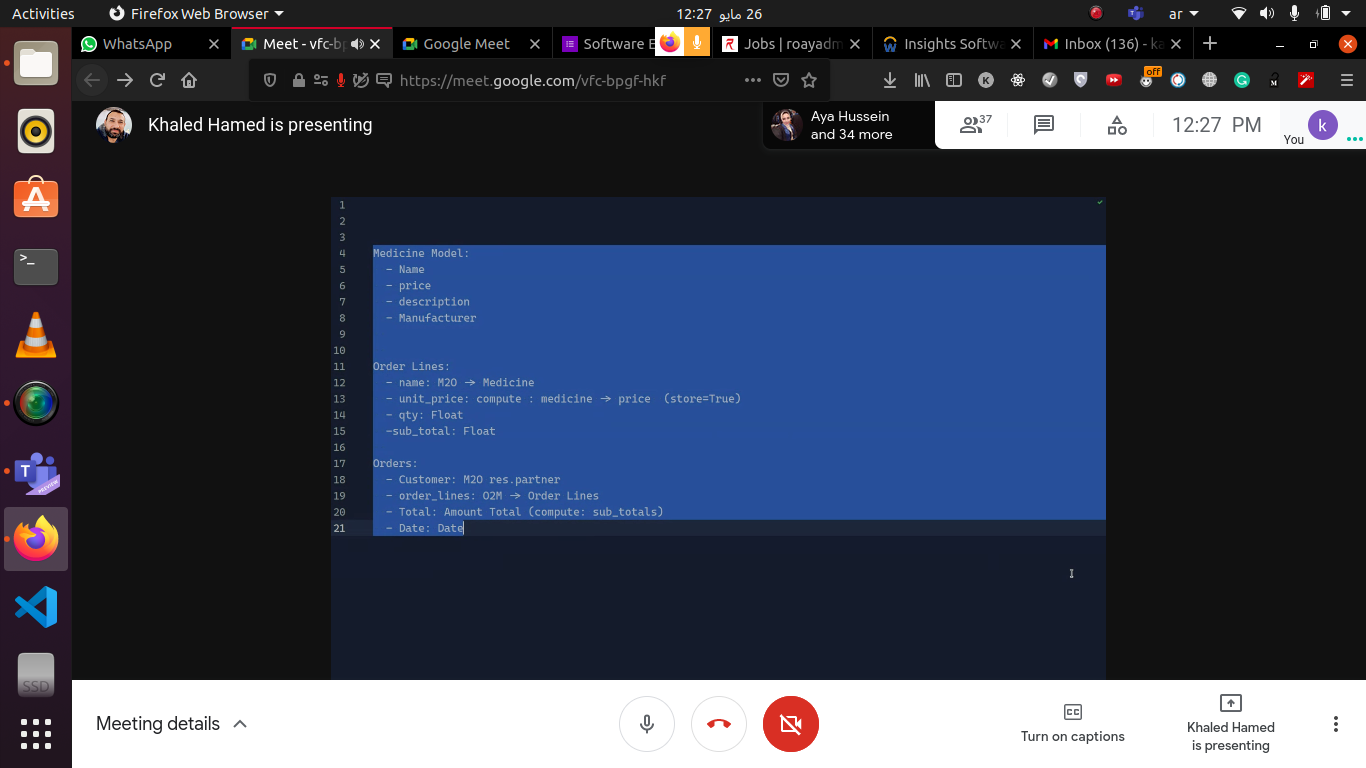 Activities
Firefox Web Browser
12:27 26 مايو
ar
WhatsApp
Meet - vfc-bp
Google Meet
Software E
Jobs | roayadm
Insights Softwa
Inbox (136) - ka
https://meet.google.com/vfc-bpgf-hkf
off
K
M
Khaled Hamed is presenting
Aya Hussein
and 34 more
37
12:27 PM
You
k
1
2
3
4 Medicine Model:
5 - Name
6 - price
7 - description
8 - Manufacturer
9
10
11 Order Lines:
12 - name: M2O -> Medicine
13 - unit_price: compute : medicine -> price (store=True)
14 - qty: Float
15 -sub_total: Float
16
17 Orders:
18 - Customer: M2O res.partner
19 - order_lines: O2M -> Order Lines
20 - Total: Amount Total (compute: sub_totals)
21 - Date: Date
>_
T
PREVIEW
SSD
Meeting details
CC
Turn on captions
Khaled Hamed
is presenting